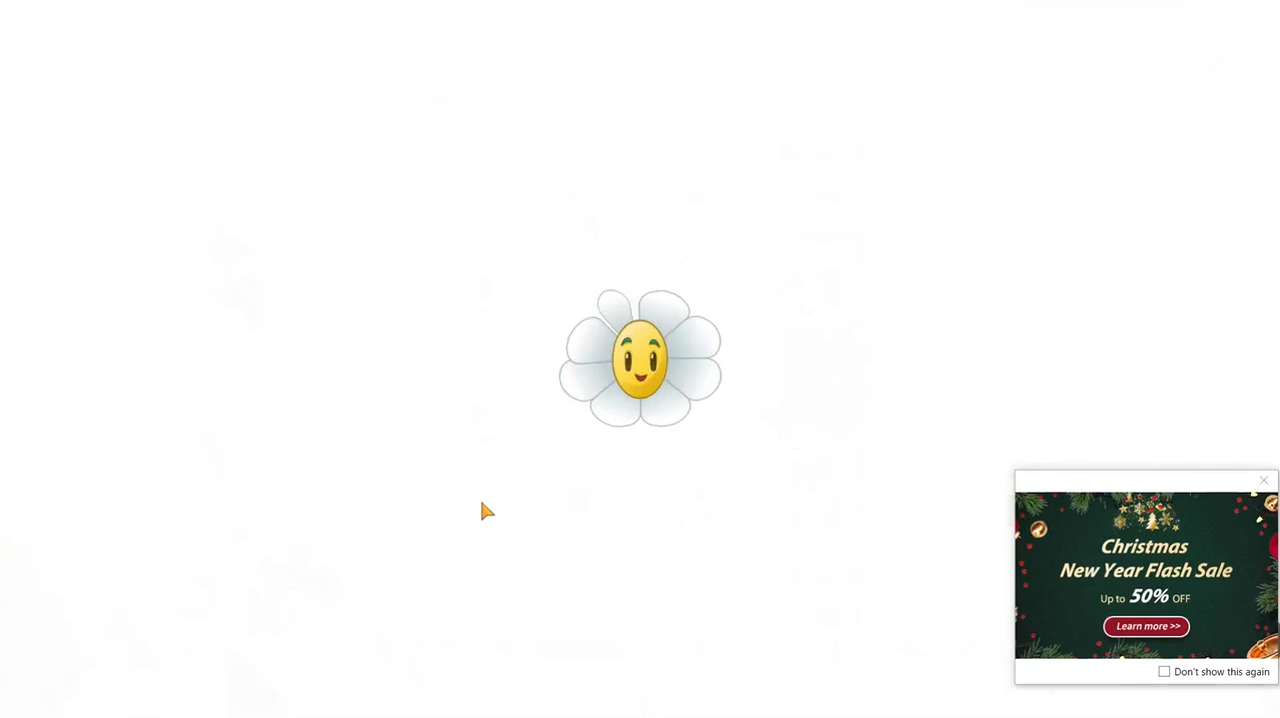 Christmas
New Year Flash Sale
Up to 50% OFF
Learn more >>
Don't show this again